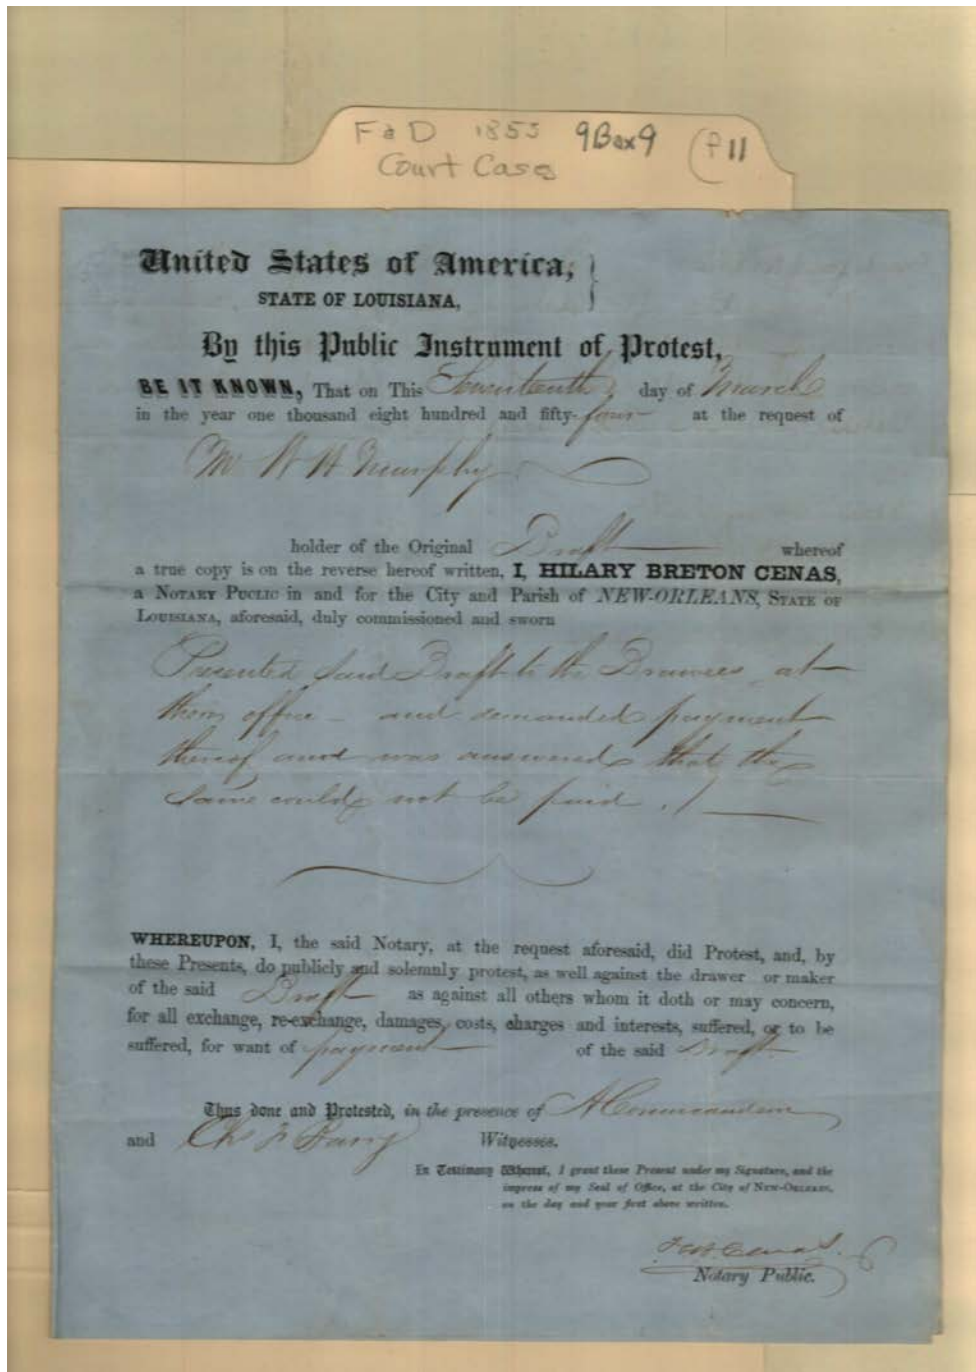 F & D 1853 9Box9 (P 11
Court Cases
United States of America,
STATE OF LOUISIANA,
By this Public Instrument of Protest,
BE IT KNOWN, That on This day of March
in the year one thousand eight hundred and fifty-four at the request of
Murphy
holder of the Original Draft whereof
a true copy is on the reverse hereof written, I, HILARY BRETON CENAS,
a NOTARY PUCLIC in and for the City and Parish of NEW-ORLEANS, STATE OF
LOUISIANA, aforesaid, duly commissioned and sworn
Presented said Draft to the Drawees at
their office - and demanded payment
thereof and was answered that the
same could not be paid
WHEREUPON, I, the said Notary, at the request aforesaid, did Protest, and, by
these Presents, do publicly and solemnly protest, as well against the drawer or maker
of the said Draft as against all others whom it doth or may concern,
for all exchange, re-exchange, damages, costs, charges and interests, suffered, or to be
suffered, for want of payment of the said Draft
Thus done and Protested, in the presence of
and Witnesses.
In Testimony Whereof, I grant these Present under my Signature, and the
impress of my Seal of Office, at the City of NEW-ORLEANS,
on the day and year first above written.
Cenas
Notary Public.